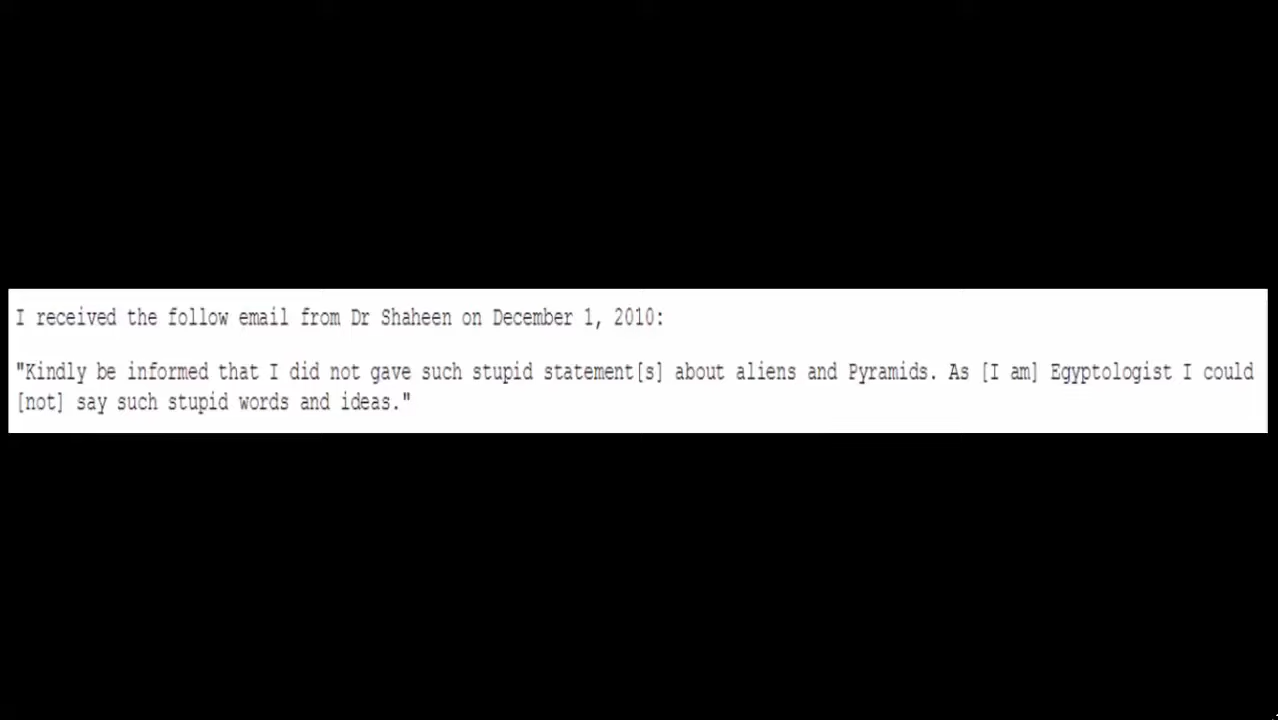 I received the follow email from Dr Shaheen on December 1, 2010:
"Kindly be informed that I did not gave such stupid statement[s] about aliens and Pyramids. As [I am] Egyptologist I could
[not] say such stupid words and ideas."